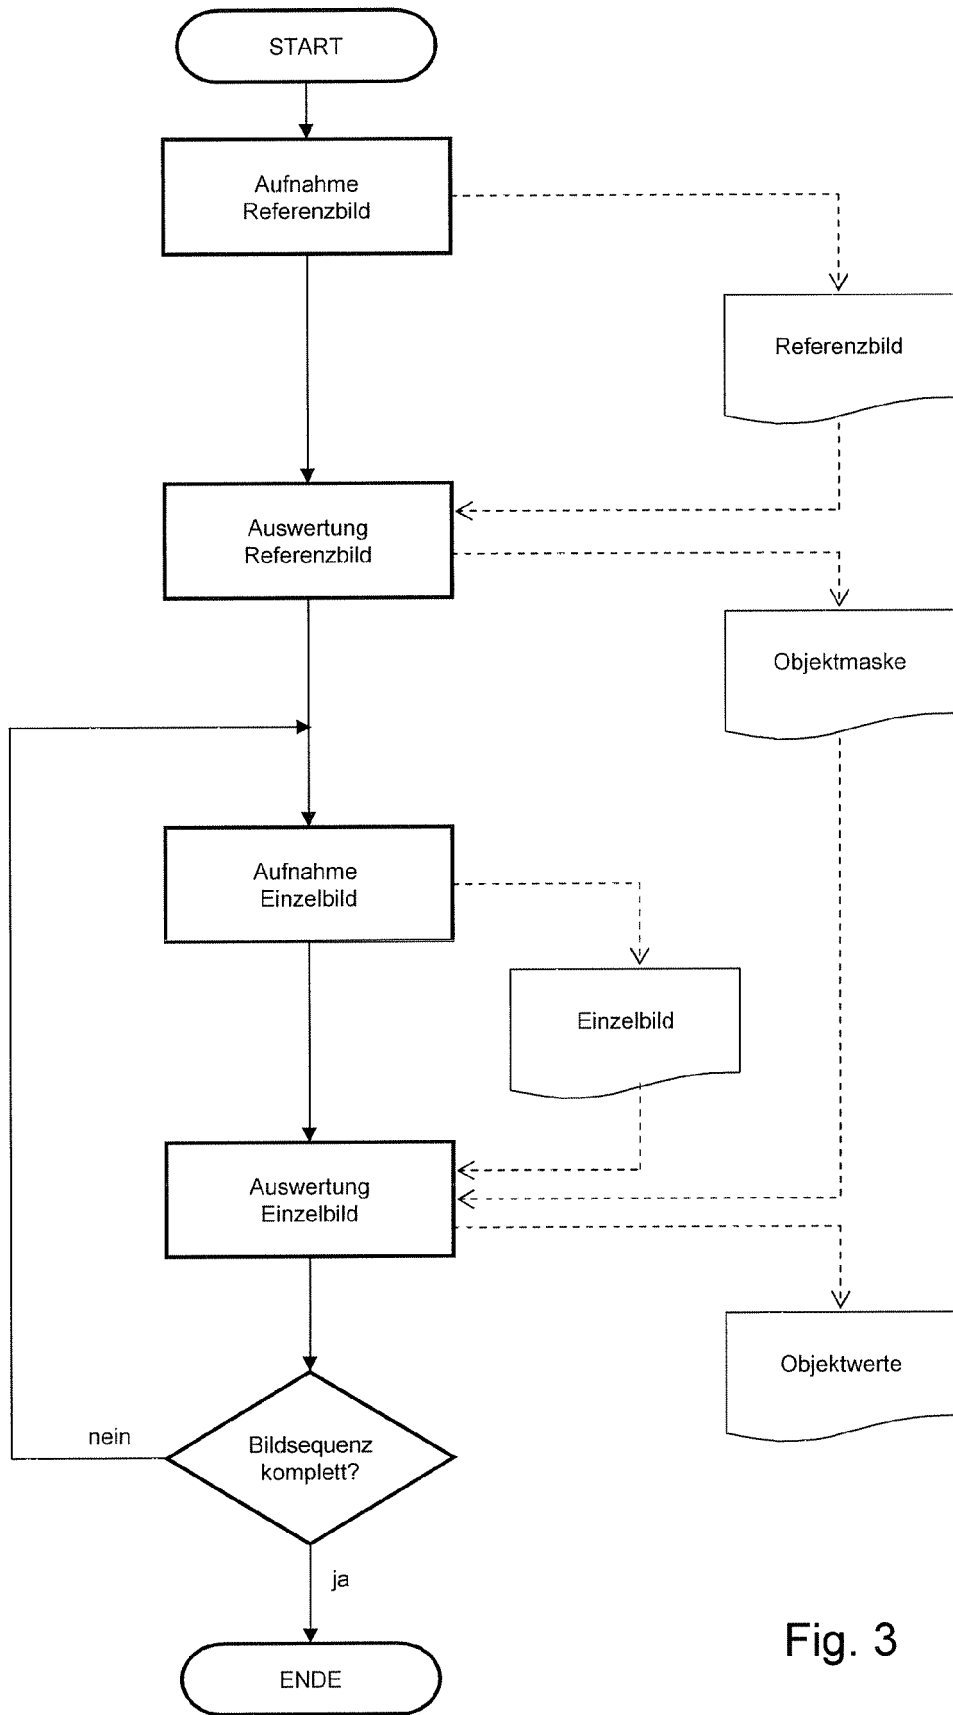 START
Aufnahme
Referenzbild
Referenzbild
Auswertung
Referenzbild
Objektmaske
Aufnahme
Einzelbild
Einzelbild
Auswertung
Einzelbild
Objektwerte
nein
Bildsequenz
komplett?
ja
ENDE
Fig. 3